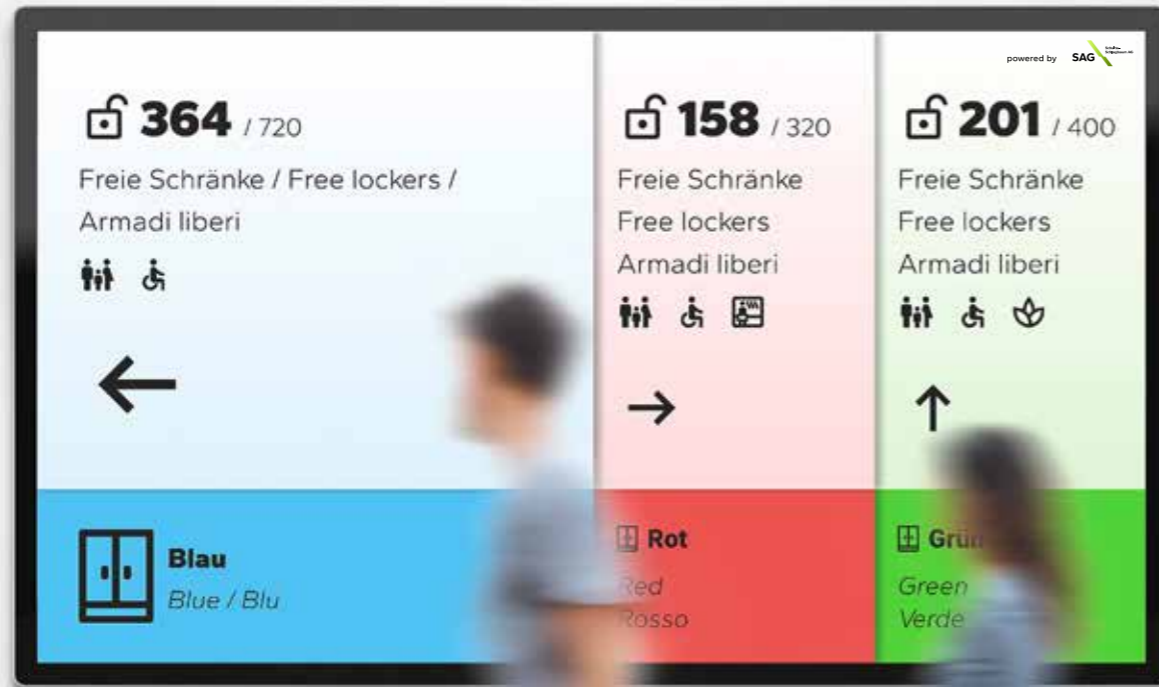 powered by SAG
364 / 720
Freie Schränke / Free lockers /
Armadi liberi
Blau
Blue / Blu
158 / 320
Freie Schränke
Free lockers
Armadi liberi
Rot
Red
Rosso
201 / 400
Freie Schränke
Free lockers
Armadi liberi
Grün
Green
Verde